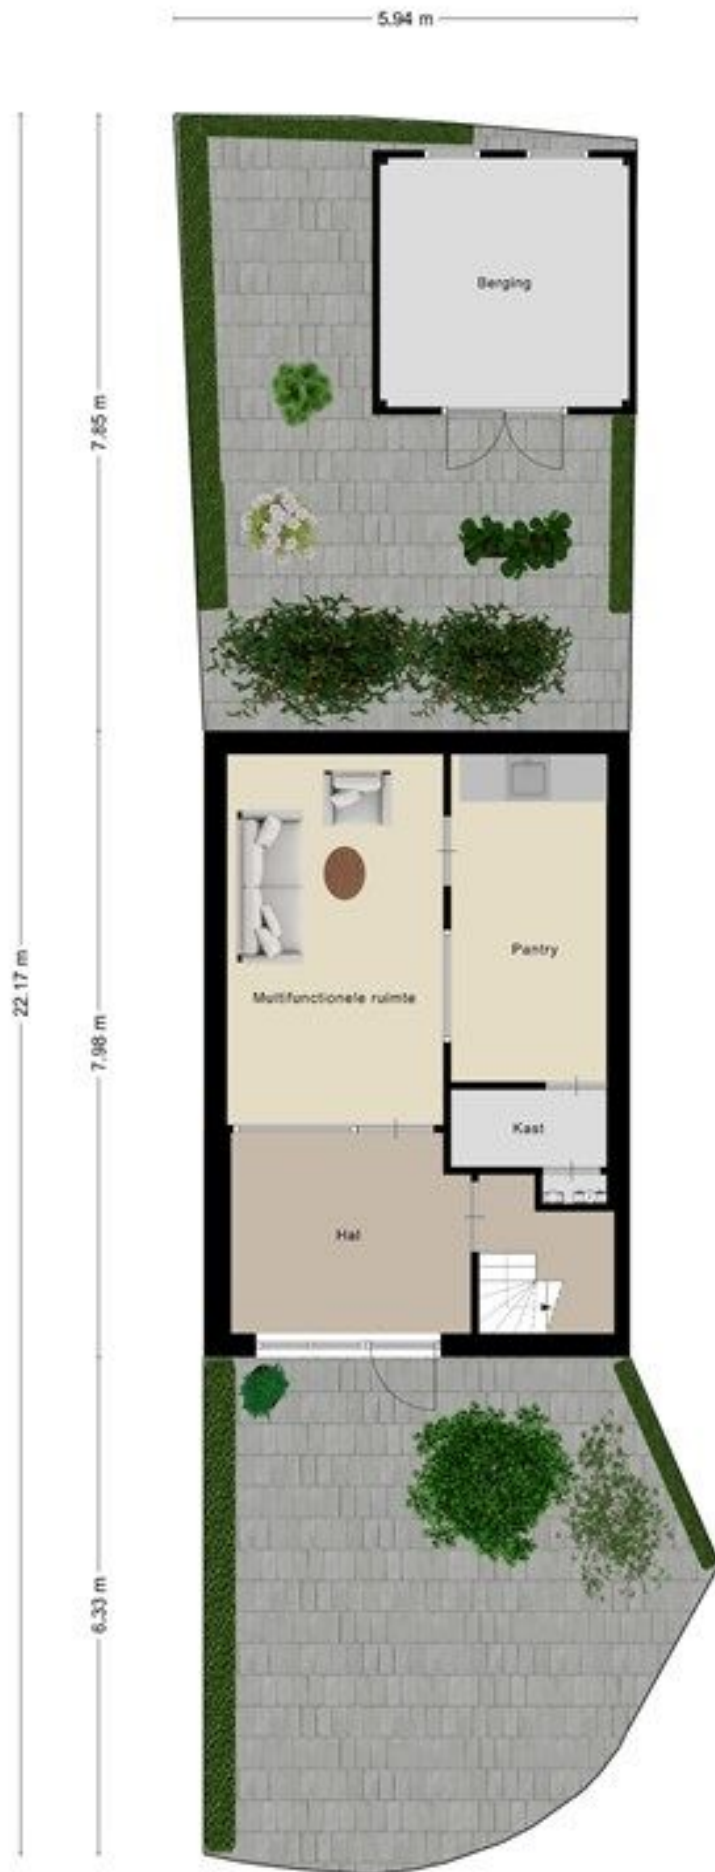 5.94 m
Berging
7.85 m
Pantry
22.17 m
Multifunctionele ruimte
7.98 m
Kast
Hal
6.33 m